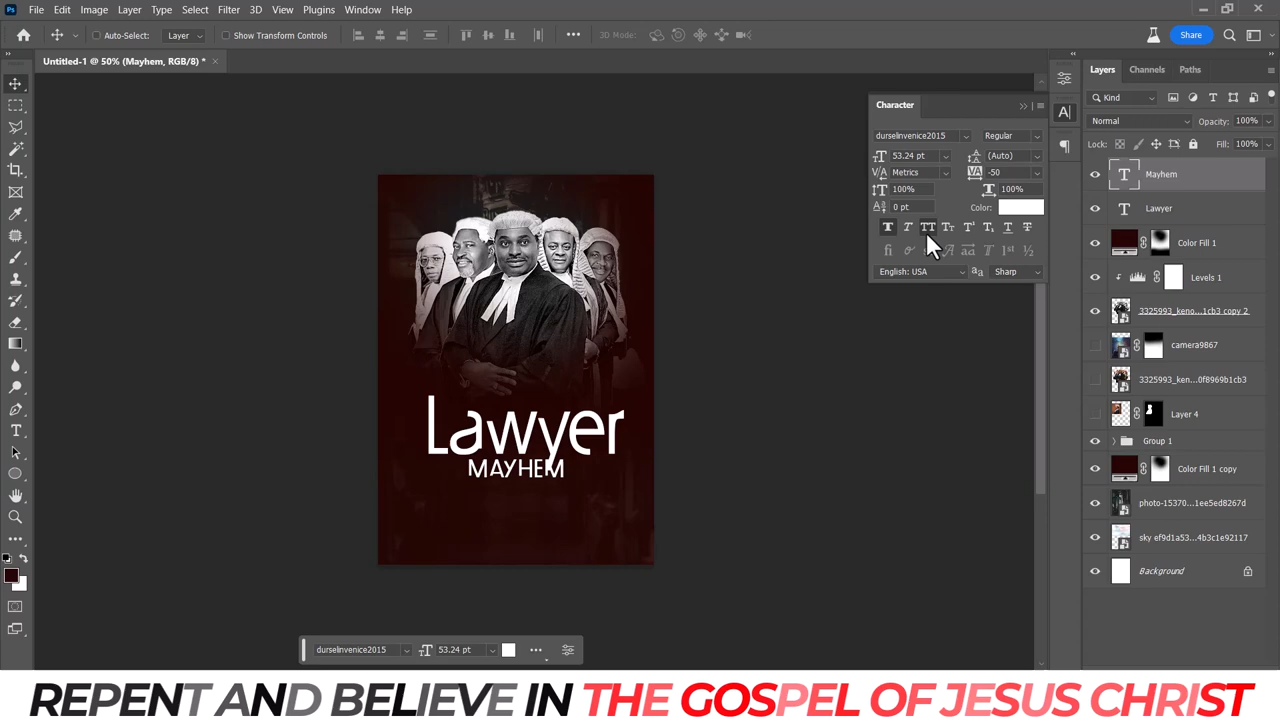 Ps File Edit Image Layer Type Select Filter 3D View Plugins Window Help
Auto-Select: Layer Show Transform Controls 3D Mode: Share
Untitled-1 @ 50% (Mayhem, RGB/8) *
Character
durselinvenice2015 Regular
53.24 pt (Auto)
Metrics -50
100% 100%
0 pt Color:
English: USA Sharp
Layers Channels Paths
Kind
Normal Opacity: 100%
Lock: Fill: 100%
Mayhem
Lawyer
Color Fill 1
Levels 1
3325993_keno...1cb3 copy 2
camera9867
3325993_ken...0f8969b1cb3
Layer 4
Group 1
Color Fill 1 copy
photo-15370...1ee5ed8267d
sky ef9d1a53...4b3c1e92117
Background
Lawyer
MAYHEM
durselinvenice2015 53.24 pt
REPENT AND BELIEVE IN THE GOSPEL OF JESUS CHRIST